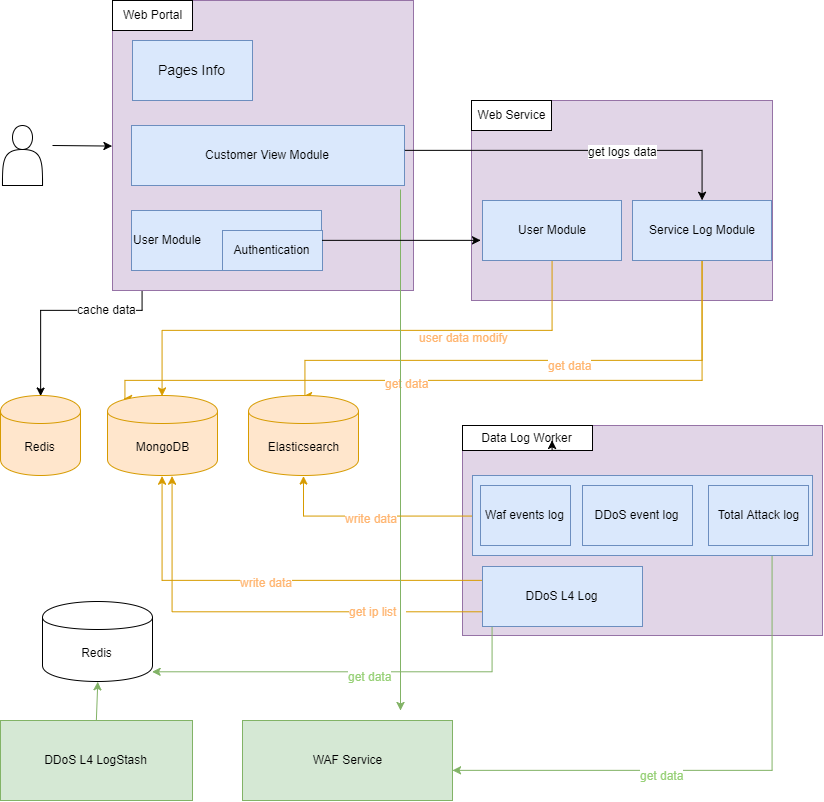 Web Portal
Pages Info
Web Service
Customer View Module
get logs data
User Module
Authentication
User Module
Service Log Module
cache data
user data modify
get data
get data
Redis
MongoDB
Elasticsearch
Data Log Worker
write data
Waf events log
DDoS event log
Total Attack log
write data
DDoS L4 Log
get ip list
Redis
get data
DDoS L4 LogStash
WAF Service
get data